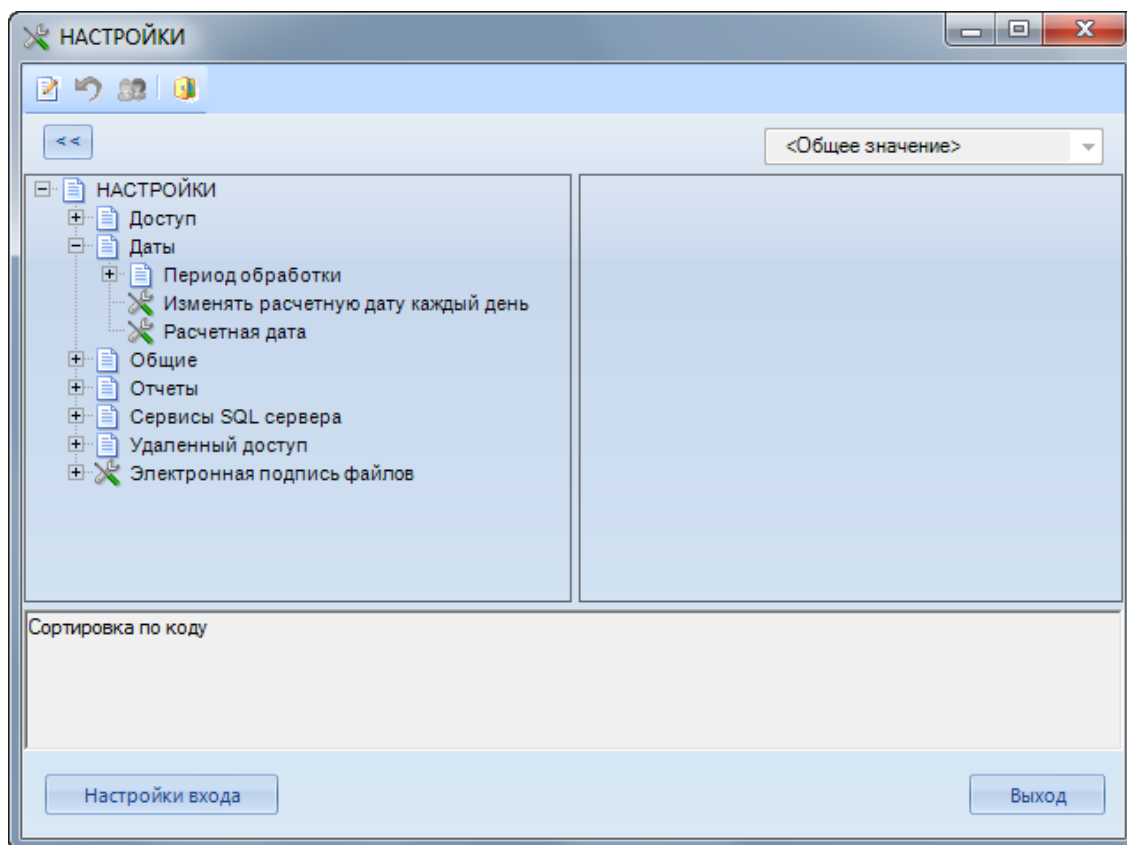 НАСТРОЙКИ
<<
<Общее значение>
НАСТРОЙКИ
Доступ
Даты
Период обработки
Изменять расчетную дату каждый день
Расчетная дата
Общие
Отчеты
Сервисы SQL сервера
Удаленный доступ
Электронная подпись файлов
Сортировка по коду
Настройки входа
Выход